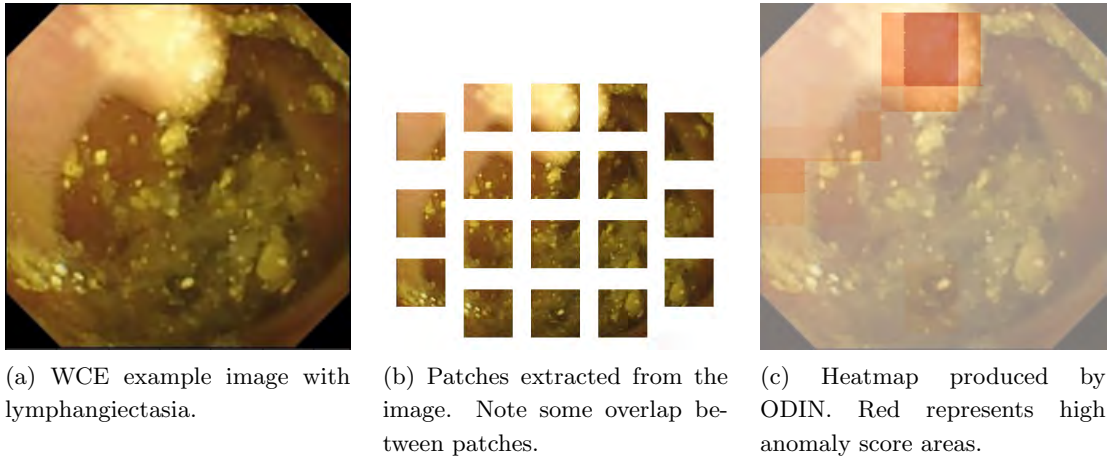 (a) WCE example image with
lymphangiectasia.
(b) Patches extracted from the
image. Note some overlap be-
tween patches.
(c) Heatmap produced by
ODIN. Red represents high
anomaly score areas.